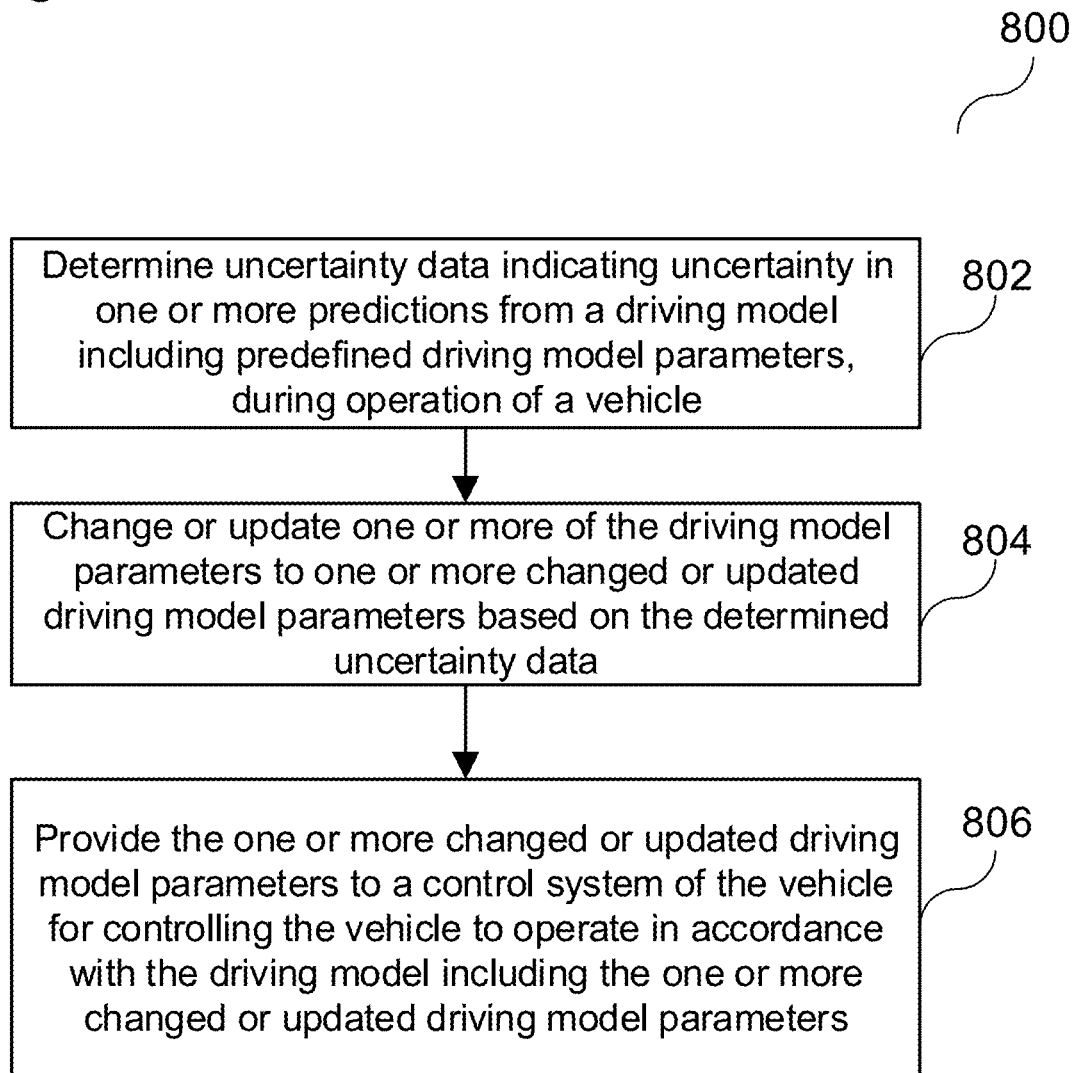 800
Determine uncertainty data indicating uncertainty in
one or more predictions from a driving model
including predefined driving model parameters,
during operation of a vehicle
802
Change or update one or more of the driving model
parameters to one or more changed or updated
driving model parameters based on the determined
uncertainty data
804
Provide the one or more changed or updated driving
model parameters to a control system of the vehicle
for controlling the vehicle to operate in accordance
with the driving model including the one or more
changed or updated driving model parameters
806